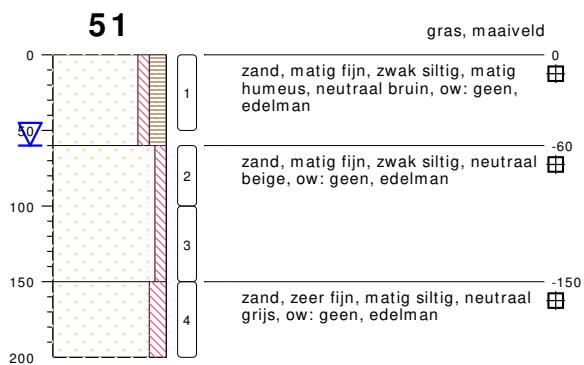 51
gras, maaiveld
0
0
zand, matig fijn, zwak siltig, matig
humeus, neutraal bruin, ow: geen,
edelman
1
50
-60
zand, matig fijn, zwak siltig, neutraal
beige, ow: geen, edelman
2
100
3
150
-150
zand, zeer fijn, matig siltig, neutraal
grijs, ow: geen, edelman
4
200